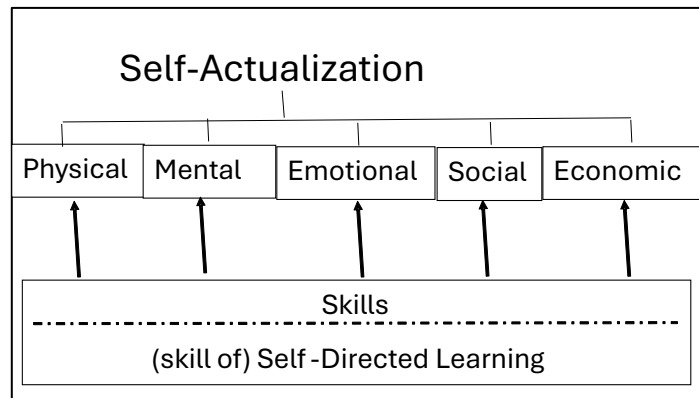 Self-Actualization
Physical Mental Emotional Social Economic
Skills
(skill of) Self -Directed Learning